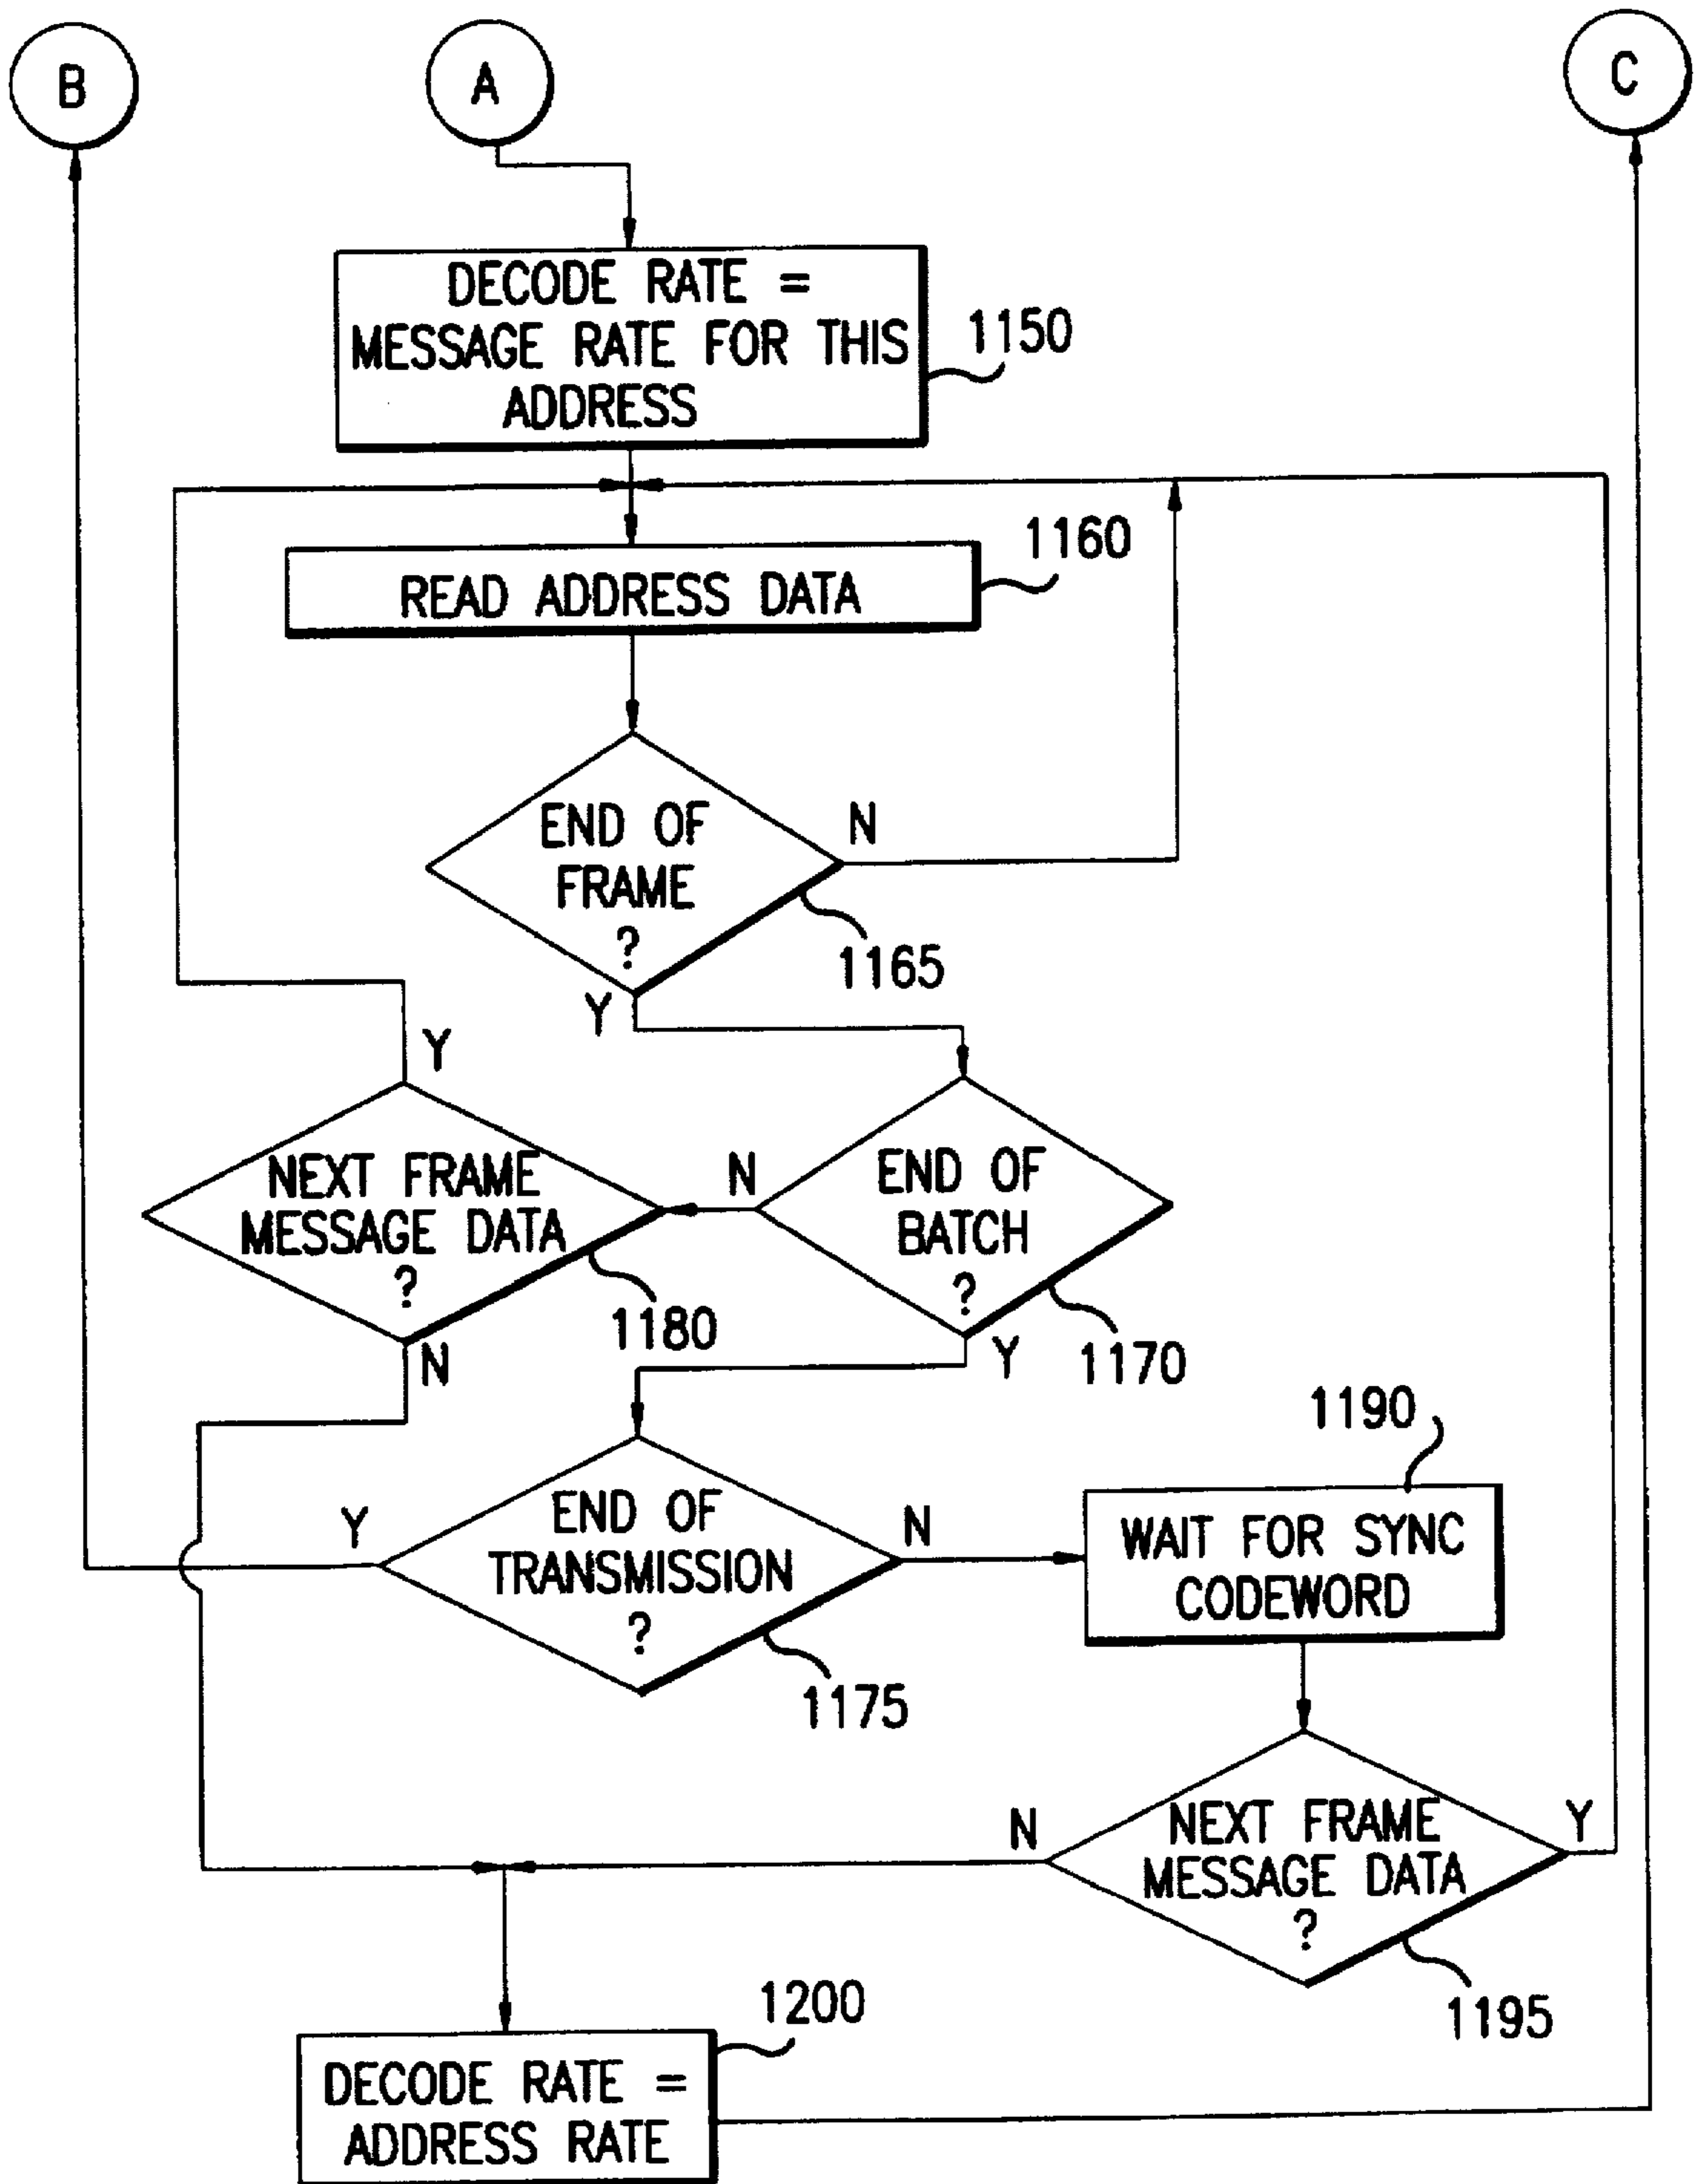 B
A
C
DECODE RATE =
MESSAGE RATE FOR THIS
ADDRESS
1150
READ ADDRESS DATA
1160
END OF
FRAME
?
N
1165
Y
Y
NEXT FRAME
MESSAGE DATA
?
1180
N
N
END OF
BATCH
?
1170
Y
END OF
TRANSMISSION
?
Y
N
1175
1190
WAIT FOR SYNC
CODEWORD
NEXT FRAME
MESSAGE DATA
?
N
Y
1195
1200
DECODE RATE =
ADDRESS RATE